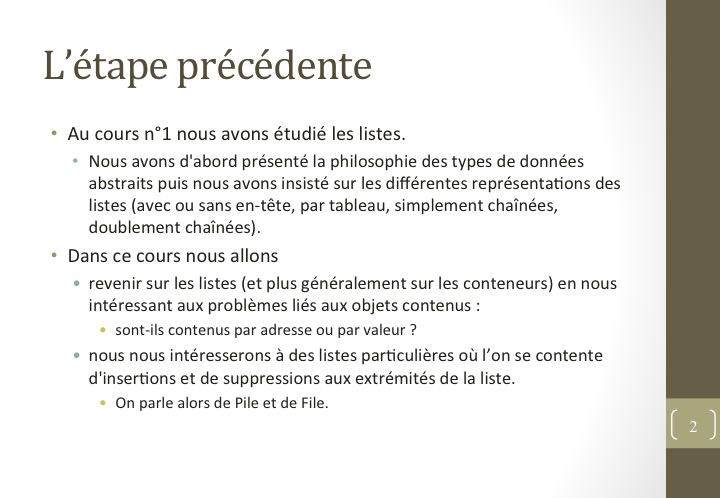 L’étape précédente
• Au cours n°1 nous avons étudié les listes.
• Nous avons d'abord présenté la philosophie des types de données
abstraits puis nous avons insisté sur les différentes représentations des
listes (avec ou sans en-tête, par tableau, simplement chaînées,
doublement chaînées).
• Dans ce cours nous allons
• revenir sur les listes (et plus généralement sur les conteneurs) en nous
intéressant aux problèmes liés aux objets contenus :
• sont-ils contenus par adresse ou par valeur ?
• nous nous intéresserons à des listes particulières où l’on se contente
d'insertions et de suppressions aux extrémités de la liste.
• On parle alors de Pile et de File.
2